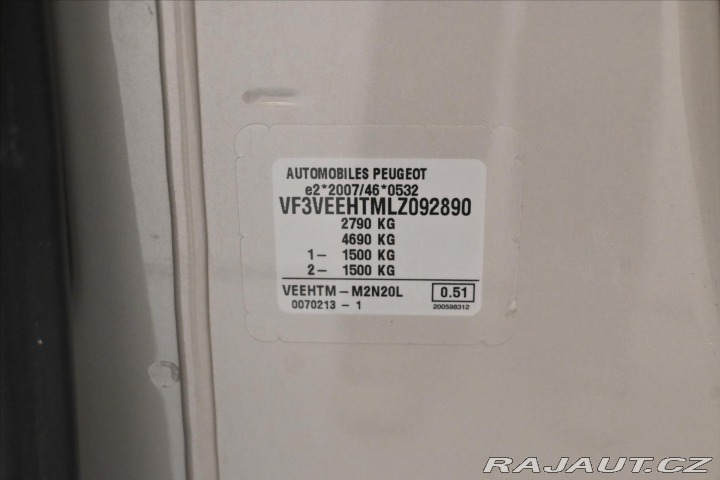 AUTOMOBILES PEUGEOT
e2*2007/46*0532
VF3VEEHTMLZ092890
2790 KG
4690 KG
1- 1500 KG
2- 1500 KG
VEEHTM-M2N20L 0.51
0070213 - 1 200598312
RAJAUT.CZ